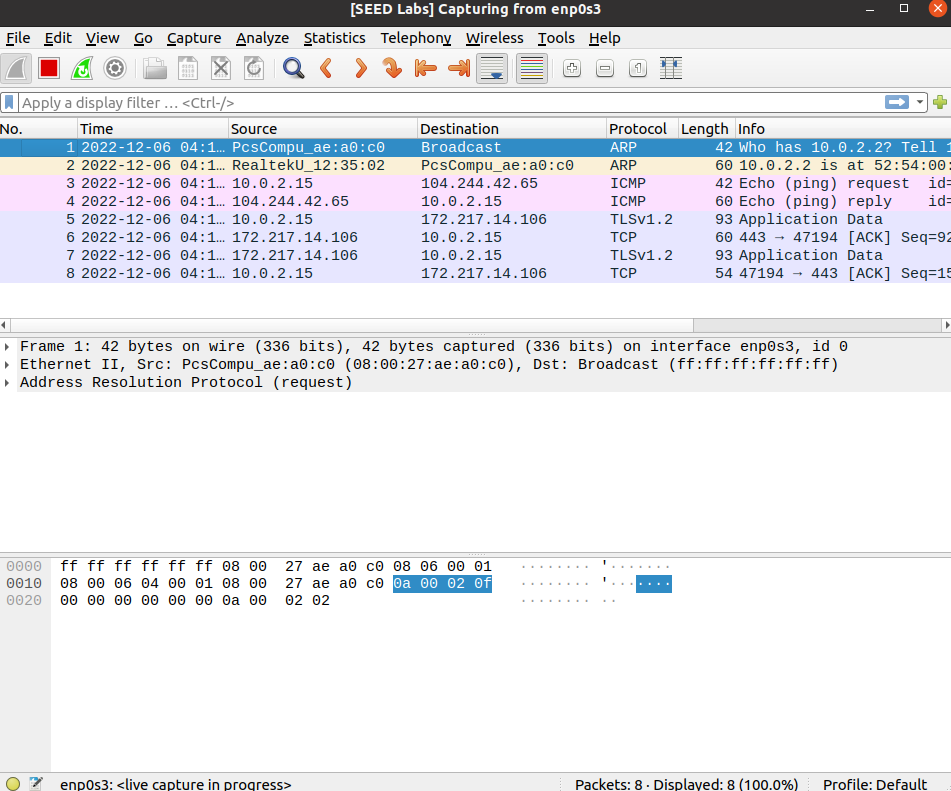 [SEED Labs] Capturing from enp0s3
File Edit View Go Capture Analyze Statistics Telephony Wireless Tools Help
Apply a display filter … <Ctrl-/>
No. Time Source Destination Protocol Length Info
1 2022-12-06 04:1… PcsCompu_ae:a0:c0 Broadcast ARP 42 Who has 10.0.2.2? Tell 1
2 2022-12-06 04:1… RealtekU_12:35:02 PcsCompu_ae:a0:c0 ARP 60 10.0.2.2 is at 52:54:00:
3 2022-12-06 04:1… 10.0.2.15 104.244.42.65 ICMP 42 Echo (ping) request id=
4 2022-12-06 04:1… 104.244.42.65 10.0.2.15 ICMP 60 Echo (ping) reply id=
5 2022-12-06 04:1… 10.0.2.15 172.217.14.106 TLSv1.2 93 Application Data
6 2022-12-06 04:1… 172.217.14.106 10.0.2.15 TCP 60 443 → 47194 [ACK] Seq=92
7 2022-12-06 04:1… 172.217.14.106 10.0.2.15 TLSv1.2 93 Application Data
8 2022-12-06 04:1… 10.0.2.15 172.217.14.106 TCP 54 47194 → 443 [ACK] Seq=15
Frame 1: 42 bytes on wire (336 bits), 42 bytes captured (336 bits) on interface enp0s3, id 0
Ethernet II, Src: PcsCompu_ae:a0:c0 (08:00:27:ae:a0:c0), Dst: Broadcast (ff:ff:ff:ff:ff:ff)
Address Resolution Protocol (request)
0000 ff ff ff ff ff ff 08 00 27 ae a0 c0 08 06 00 01 ········ '·······
0010 08 00 06 04 00 01 08 00 27 ae a0 c0 0a 00 02 0f ········ '·······
0020 00 00 00 00 00 00 0a 00 02 02 ········ ··
enp0s3: <live capture in progress> Packets: 8 · Displayed: 8 (100.0%) Profile: Default